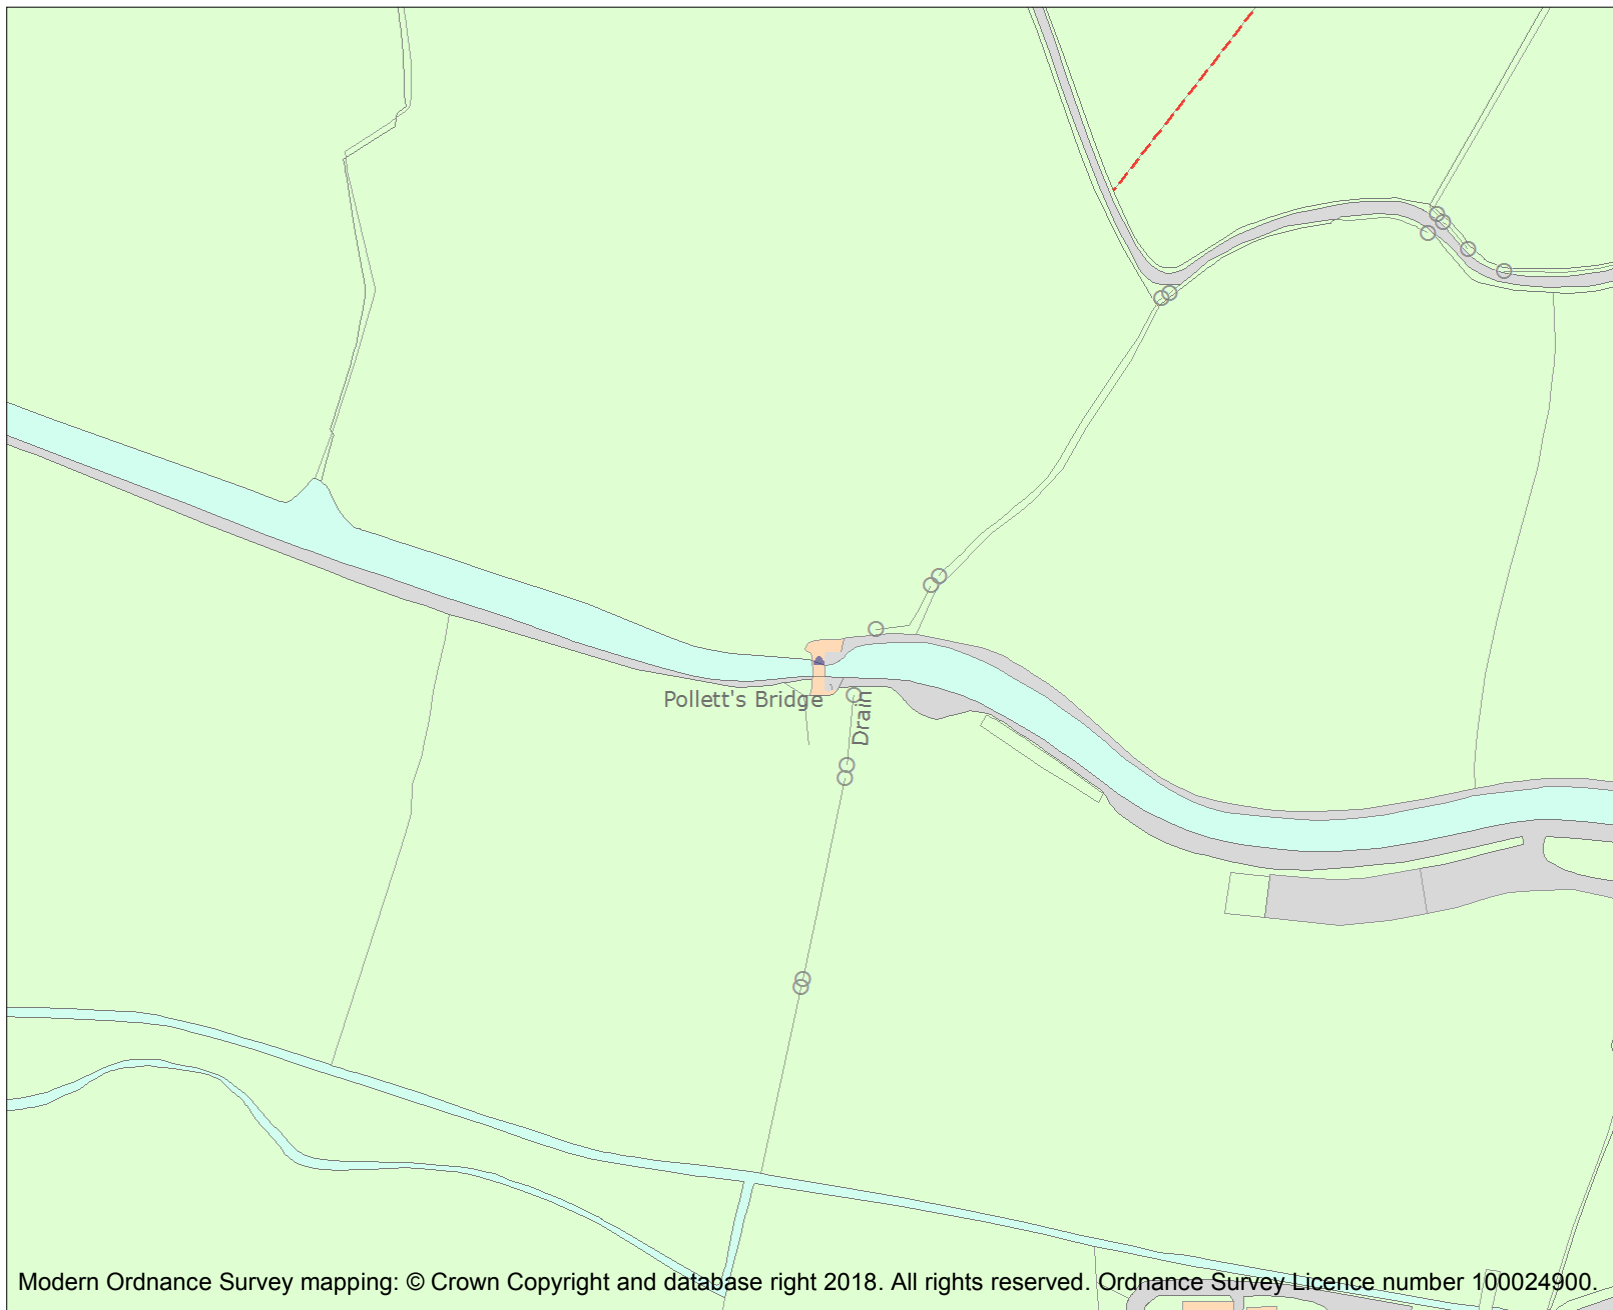 Pollett's Bridge
Drain
Modern Ordnance Survey mapping: © Crown Copyright and database right 2018. All rights reserved. Ordnance Survey Licence number 100024900.